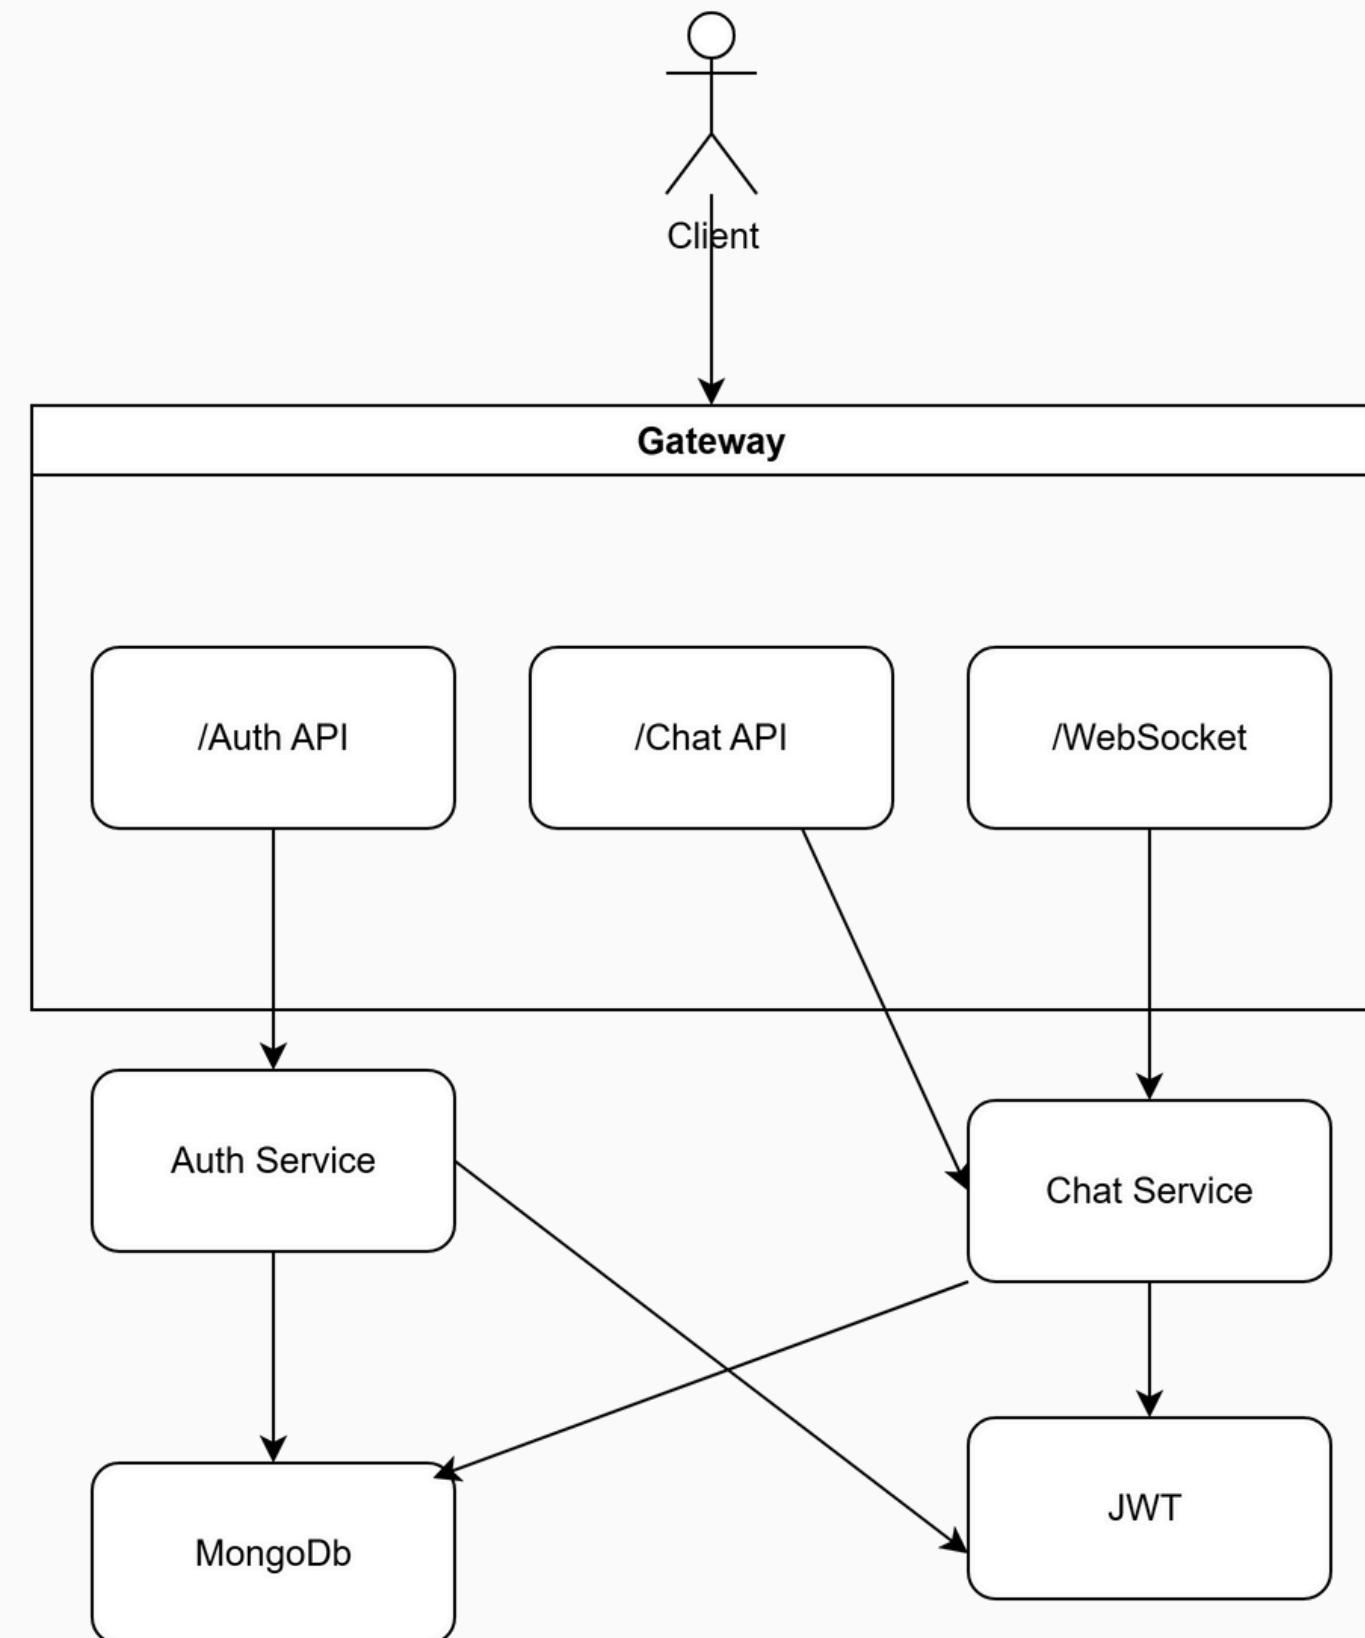 Client
Gateway
/Auth API
/Chat API
/WebSocket
Auth Service
Chat Service
JWT
MongoDb